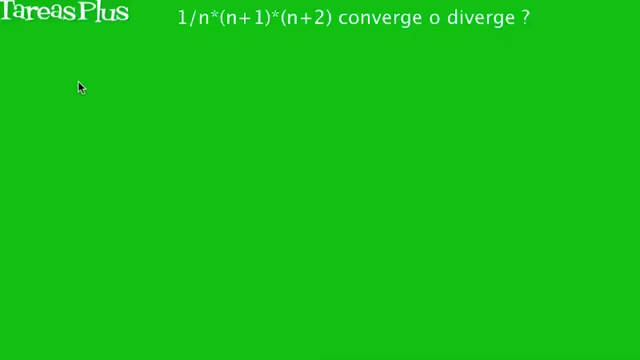 TareasPlus
1/n*(n+1)*(n+2) converge o diverge ?